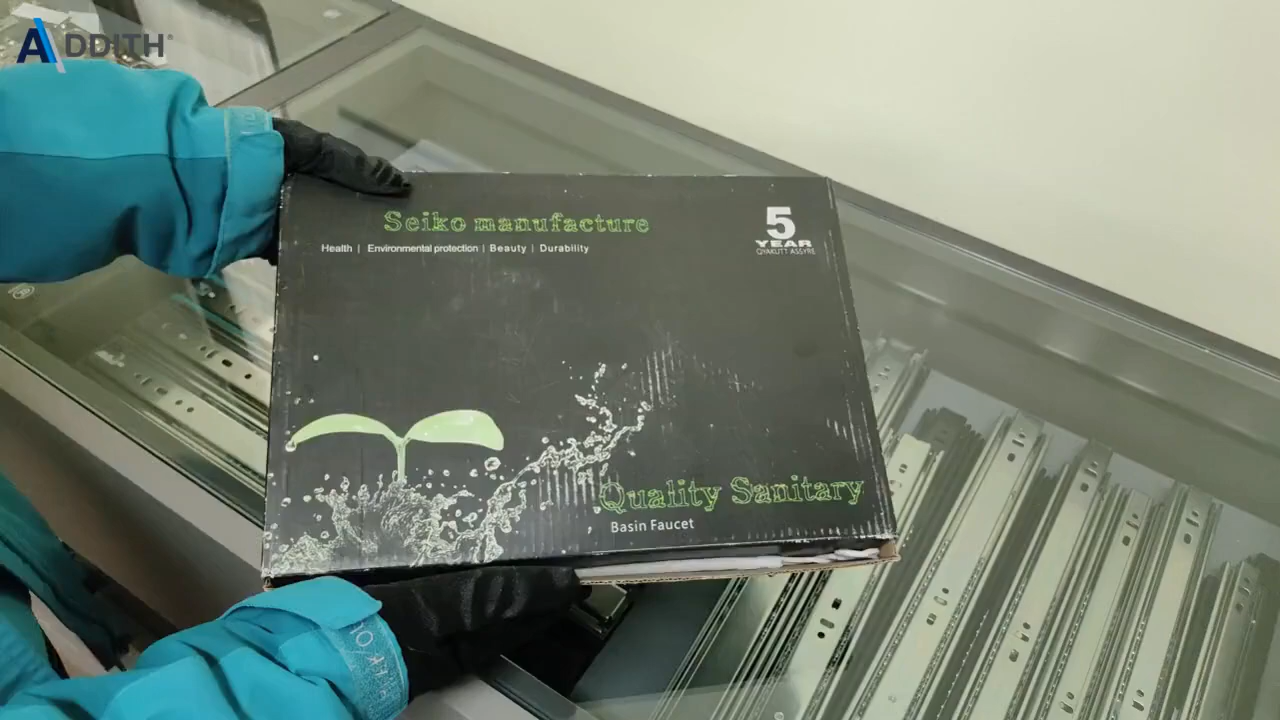 ADDITH®
Seiko manufacture
Health | Environmental protection | Beauty | Durability
5
YEAR
QYAKUTT ASSYRE
Quality Sanitary
Basin Faucet